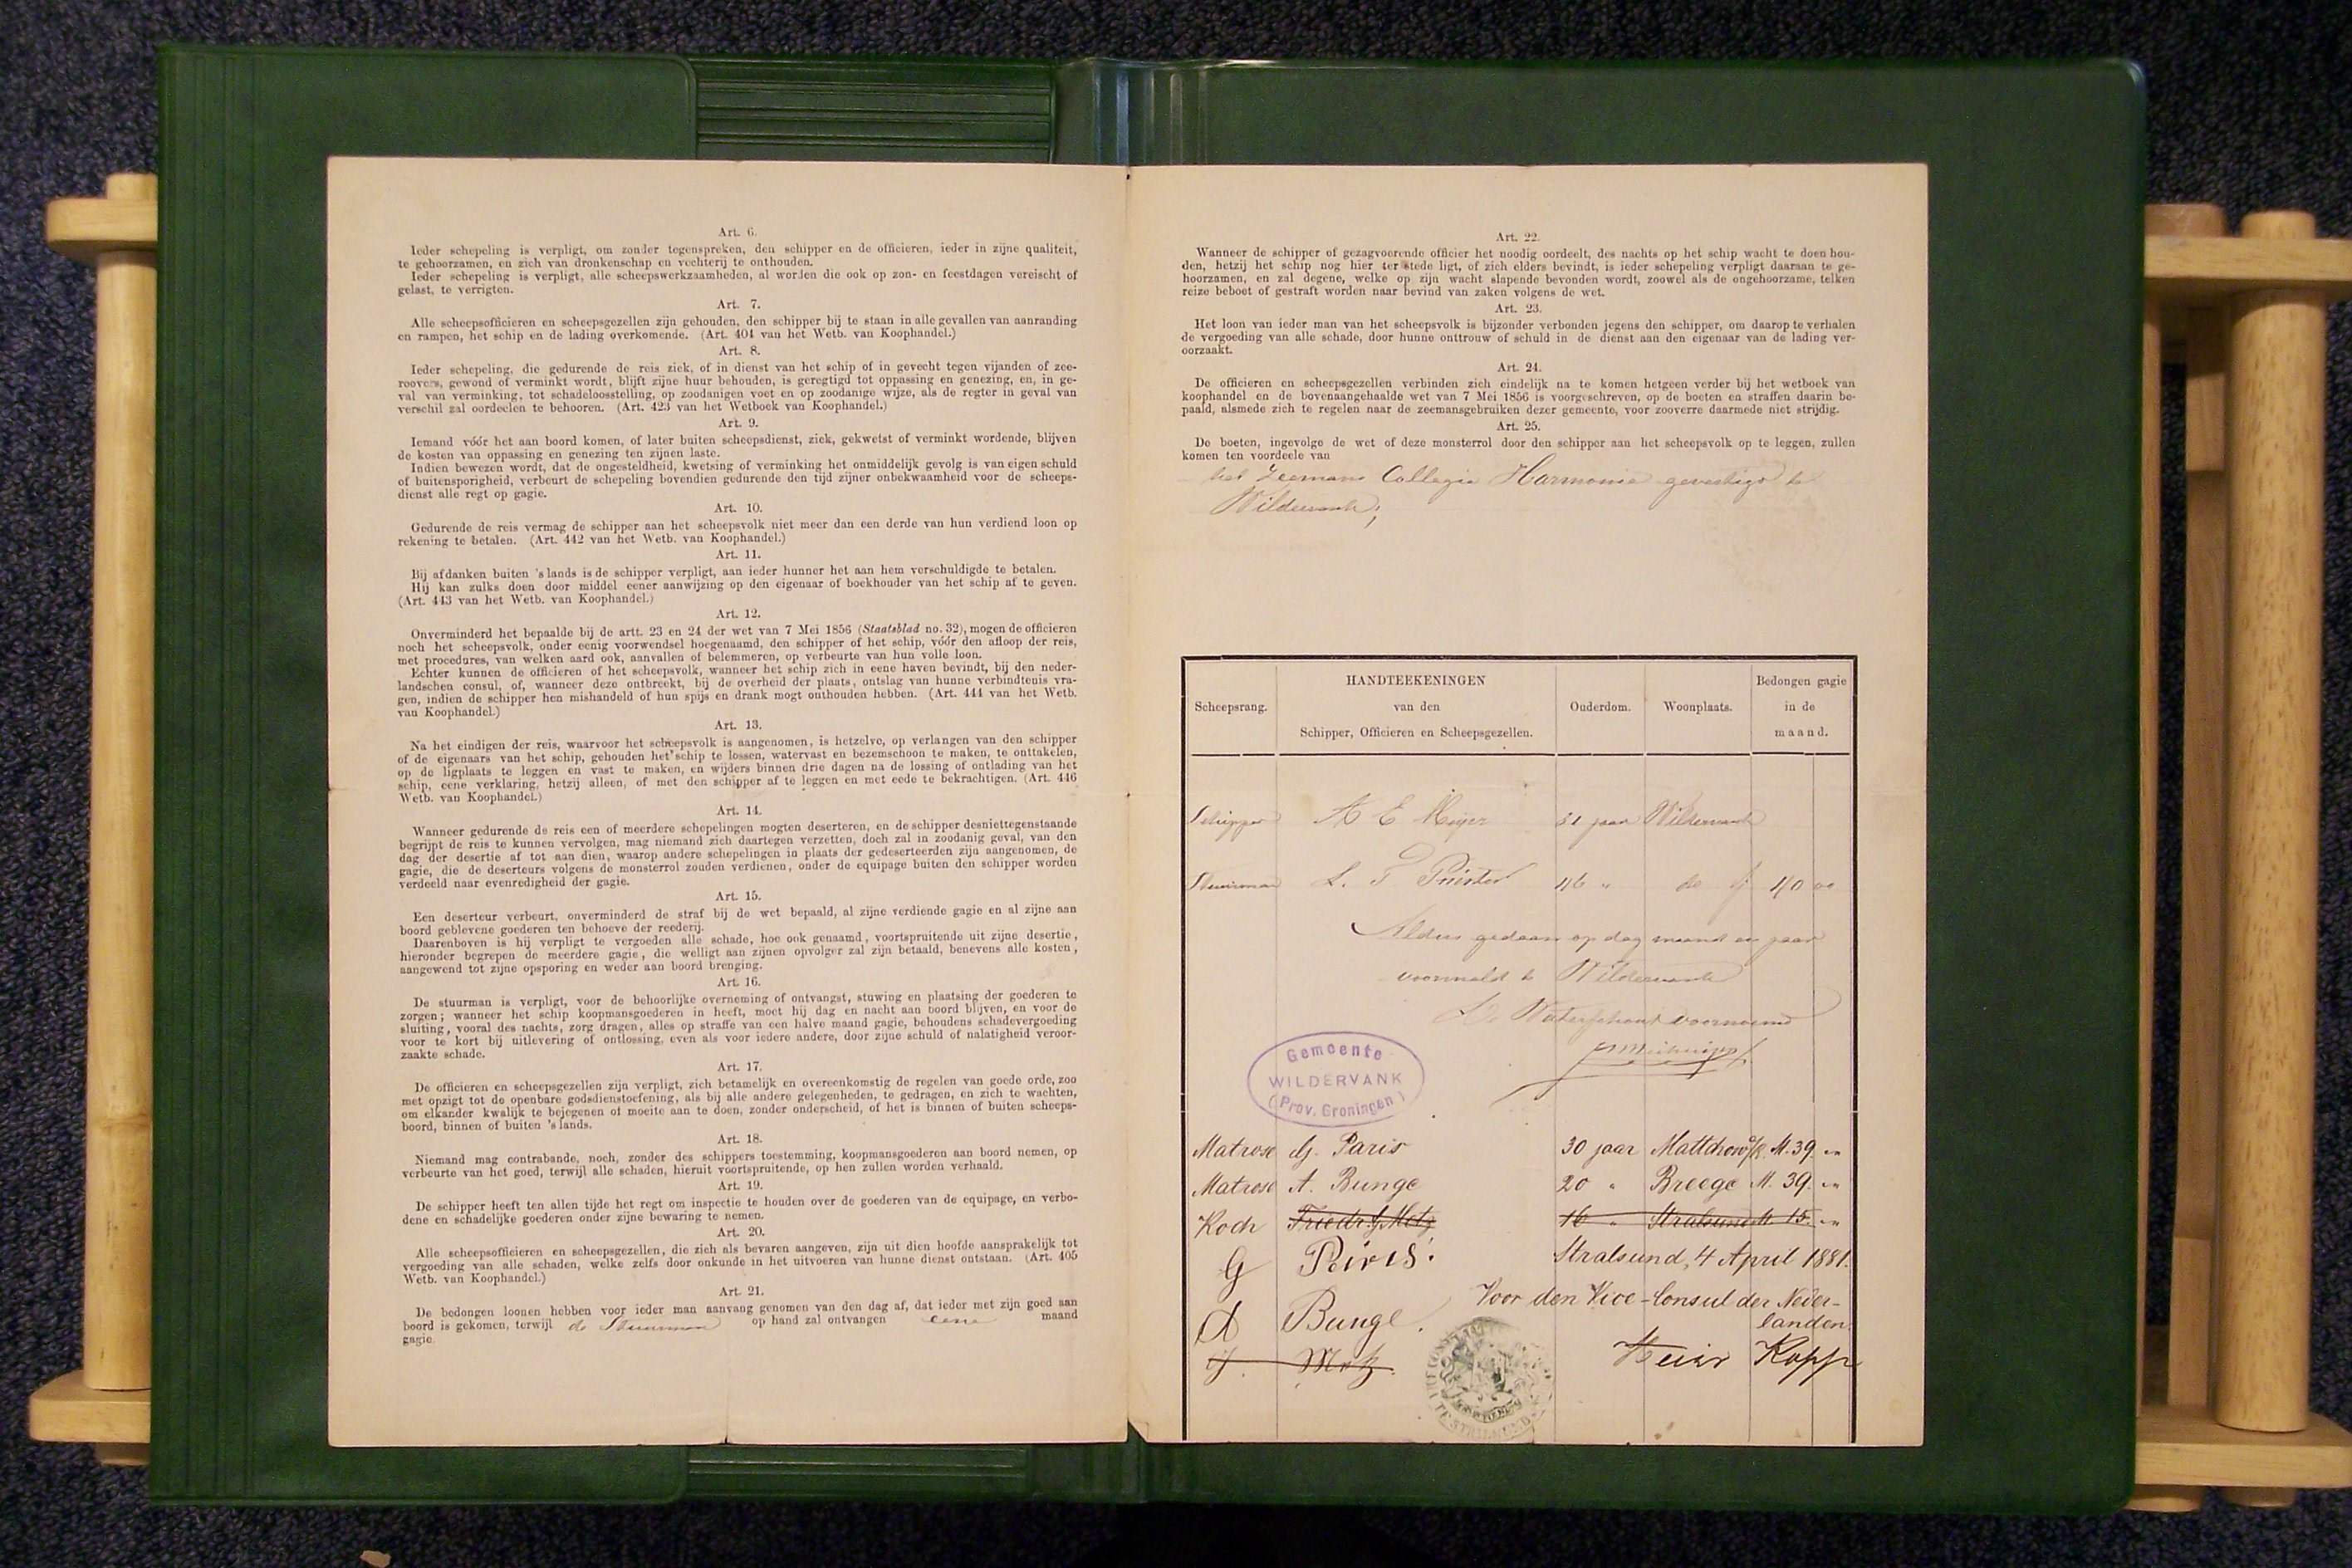 Art. 6.
Ieder schepeling is verpligt, om zonder tegenspreken, den schipper en de officieren, ieder in zijne qualiteit,
te gehoorzamen, en zich van dronkenschap en vechterij te onthouden.
Ieder schepeling is verpligt, alle scheepswerkzaamheden, al worden die ook op zon- en feestdagen vereischt of
gelast, te verrigten.
Art. 7.
Alle scheepsofficieren en scheepsgezellen zijn gehouden, den schipper bij te staan in alle gevallen van aanranding
en rampen, het schip en de lading overkomende. (Art. 404 van het Wetb. van Koophandel.)
Art. 8.
Ieder schepeling, die gedurende de reis ziek, of in dienst van het schip of in gevecht tegen vijanden of zee-
roovers, gewond of verminkt wordt, blijft zijne huur behouden, is geregtigd tot oppassing en genezing, en, in ge-
val van verminking, tot schadeloosstelling, op zoodanigen voet en op zoodanige wijze, als de regter in geval van
verschil zal oordeelen te behooren. (Art. 423 van het Wetboek van Koophandel.)
Art. 9.
Iemand vóór het aan boord komen, of later buiten scheepsdienst, ziek, gekwetst of verminkt wordende, blijven
de kosten van oppassing en genezing ten zijnen laste.
Indien bewezen wordt, dat de ongesteldheid, kwetsing of verminking het onmiddelijk gevolg is van eigen schuld
of buitensporigheid, verbeurt de schepeling bovendien gedurende den tijd zijner onbekwaamheid voor de scheeps-
dienst alle regt op gagie.
Art. 10.
Gedurende de reis vermag de schipper aan het scheepsvolk niet meer dan een derde van hun verdiend loon op
rekening te betalen. (Art. 442 van het Wetb. van Koophandel.)
Art. 11.
Bij afdanken buiten 's lands is de schipper verpligt, aan ieder hunner het aan hem verschuldigde te betalen.
Hij kan zulks doen door middel eener aanwijzing op den eigenaar of boekhouder van het schip af te geven.
(Art. 443 van het Wetb. van Koophandel.)
Art. 12.
Onverminderd het bepaalde bij de artt. 23 en 24 der wet van 7 Mei 1856 (Staatsblad no. 32), mogen de officieren
noch het scheepsvolk, onder eenig voorwendsel hoegenaamd, den schipper of het schip, vóór den afloop der reis,
met procedures, van welken aard ook, aanvallen of belemmeren, op verbeurte van hun volle loon.
Echter kunnen de officieren of het scheepsvolk, wanneer het schip zich in eene haven bevindt, bij den neder-
landschen consul, of, wanneer deze ontbreekt, bij de overheid der plaats, ontslag van hunne verbindtenis vra-
gen, indien de schipper hen mishandeld of hun spijs en drank mogt onthouden hebben. (Art. 444 van het Wetb.
van Koophandel.)
Art. 13.
Na het eindigen der reis, waarvoor het scheepsvolk is aangenomen, is hetzelve, op verlangen van den schipper
of de eigenaars van het schip, gehouden het schip te lossen, watervast en bezemschoon te maken, te onttakelen,
op de ligplaats te leggen en vast te maken, en wijders binnen drie dagen na de lossing of ontlading van het
schip, eene verklaring, hetzij alleen, of met den schipper af te leggen en met eede te bekrachtigen. (Art. 446
Wetb. van Koophandel.)
Art. 14.
Wanneer gedurende de reis een of meerdere schepelingen mogten deserteren, en de schipper desniettegenstaande
begrijpt de reis te kunnen vervolgen, mag niemand zich daartegen verzetten, doch zal in zoodanig geval, van den
dag der desertie af tot aan dien, waarop andere schepelingen in plaats der gedeserteerden zijn aangenomen, de
gagie, die de deserteurs volgens de monsterrol zouden verdienen, onder de equipage buiten den schipper worden
verdeeld naar evenredigheid der gagie.
Art. 15.
Een deserteur verbeurt, onverminderd de straf bij de wet bepaald, al zijne verdiende gagie en al zijne aan
boord geblevene goederen ten behoeve der reederij.
Daarenboven is hij verpligt te vergoeden alle schade, hoe ook genaamd, voortspruitende uit zijne desertie,
hieronder begrepen de meerdere gagie, die welligt aan zijnen opvolger zal zijn betaald, benevens alle kosten,
aangewend tot zijne opsporing en weder aan boord brenging.
Art. 16.
De stuurman is verpligt, voor de behoorlijke overneming of ontvangst, stuwing en plaatsing der goederen te
zorgen; wanneer het schip koopmansgoederen in heeft, moet hij dag en nacht aan boord blijven, en voor de
sluiting, vooral des nachts, zorg dragen, alles op straffe van een halve maand gagie, behoudens schadevergoeding
voor te kort bij uitlevering of ontlossing, even als voor iedere andere, door zijne schuld of nalatigheid veroor-
zaakte schade.
Art. 17.
De officieren en scheepsgezellen zijn verpligt, zich betamelijk en overeenkomstig de regelen van goede orde, zoo
met opzigt tot de openbare godsdienstoefening, als bij alle andere gelegenheden, te gedragen, en zich te wachten,
om elkander kwalijk te bejegenen of moeite aan te doen, zonder onderscheid, of het is binnen of buiten scheeps-
boord, binnen of buiten 's lands.
Art. 18.
Niemand mag contrabande, noch, zonder des schippers toestemming, koopmansgoederen aan boord nemen, op
verbeurte van het goed, terwijl alle schaden, hieruit voortspruitende, op hen zullen worden verhaald.
Art. 19.
De schipper heeft ten allen tijde het regt om inspectie te houden over de goederen van de equipage, en verbo-
dene en schadelijke goederen onder zijne bewaring te nemen.
Art. 20.
Alle scheepsofficieren en scheepsgezellen, die zich als bevaren aangeven, zijn uit dien hoofde aansprakelijk tot
vergoeding van alle schaden, welke zelfs door onkunde in het uitvoeren van hunne dienst ontstaan. (Art. 405
Wetb. van Koophandel.)
Art. 21.
De bedongen loonen hebben voor ieder man aanvang genomen van den dag af, dat ieder met zijn goed aan
boord is gekomen, terwijl de Stuurman op hand zal ontvangen eene maand
gagie.
Art. 22.
Wanneer de schipper of gezagvoerende officier het noodig oordeelt, des nachts op het schip wacht te doen hou-
den, hetzij het schip nog hier ter stede ligt, of zich elders bevindt, is ieder schepeling verpligt daaraan te ge-
hoorzamen, en zal degene, welke op zijn wacht slapende bevonden wordt, zoowel als de ongehoorzame, telken
reize beboet of gestraft worden naar bevind van zaken volgens de wet.
Art. 23.
Het loon van ieder man van het scheepsvolk is bijzonder verbonden jegens den schipper, om daarop te verhalen
de vergoeding van alle schade, door hunne onttrouw of schuld in de dienst aan den eigenaar van de lading ver-
oorzaakt.
Art. 24.
De officieren en scheepsgezellen verbinden zich eindelijk na te komen hetgeen verder bij het wetboek van
koophandel en de bovenaangehaalde wet van 7 Mei 1856 is voorgeschreven, op de boeten en straffen daarin be-
paald, alsmede zich te regelen naar de zeemansgebruiken dezer gemeente, voor zooverre daarmede niet strijdig.
Art. 25.
De boeten, ingevolge de wet of deze monsterrol door den schipper aan het scheepsvolk op te leggen, zullen
komen ten voordeele van
het Zeemans Collegie Harmonie gevestigd te
Wildervank;
Scheepsrang. HANDTEEKENINGEN van den Schipper, Officieren en Scheepsgezellen. Ouderdom. Woonplaats. Bedongen gagie in de maand.
Schipper A E Meijer 31 jaar Wildervank
Stuurman L. T. Prister 46 " do f 40 00
Aldus gedaan op dag maand en jaar
voormeld te Wildervank
De Waterschout voornoemd
Gemeente
WILDERVANK
(Prov. Groningen)
Matrose G. Paris 30 jaar Mattchow a/R. M. 39. "
Matrose A. Bunge 20 " Breege M. 39. "
Koch Friedr. G. Metz 16 " Stralsund M. 15. "
G Paris. Stralsund, 4 April 1881.
Voor den Vice-Consul der Neder-
landen.
A Bunge.
Heinr Kopp
f. Metz.